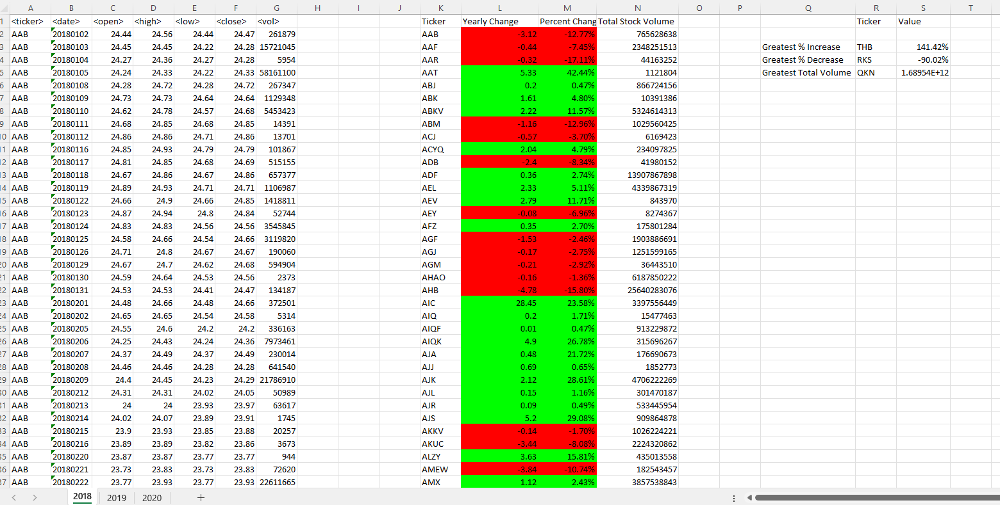 A B C D E F G H I J K L M N O P Q R S T
1 <ticker> <date> <open> <high> <low> <close> <vol> Ticker Yearly Change Percent Chang Total Stock Volume Ticker Value
2 AAB 20180102 24.44 24.56 24.44 24.47 261879 AAB -3.12 -12.77% 765628638
3 AAB 20180103 24.45 24.45 24.22 24.28 15721045 AAF -0.44 -7.45% 2348251513 Greatest % Increase THB 141.42%
4 AAB 20180104 24.27 24.36 24.27 24.28 5954 AAR -0.32 -17.11% 44163252 Greatest % Decrease RKS -90.02%
5 AAB 20180105 24.24 24.33 24.22 24.33 58161100 AAT 5.33 42.44% 1121804 Greatest Total Volume QKN 1.68954E+12
6 AAB 20180108 24.28 24.72 24.28 24.72 267347 ABJ 0.2 0.47% 866724156
7 AAB 20180109 24.73 24.73 24.64 24.64 1129348 ABK 1.61 4.80% 10391386
8 AAB 20180110 24.62 24.78 24.57 24.68 5453423 ABKV 2.22 11.57% 5324614313
9 AAB 20180111 24.68 24.85 24.68 24.85 14391 ABM -1.16 -12.96% 1029560425
10 AAB 20180112 24.86 24.86 24.71 24.86 13701 ACJ -0.57 -3.70% 6169423
11 AAB 20180116 24.85 24.93 24.79 24.79 101867 ACYQ 2.04 4.79% 234097825
12 AAB 20180117 24.81 24.85 24.68 24.69 515155 ADB -2.4 -8.34% 41980152
13 AAB 20180118 24.67 24.86 24.67 24.86 657377 ADF 0.36 2.74% 13907867898
14 AAB 20180119 24.89 24.93 24.71 24.71 1106987 AEL 2.33 5.11% 4339867319
15 AAB 20180122 24.66 24.9 24.66 24.85 1418811 AEV 2.79 11.71% 843970
16 AAB 20180123 24.87 24.94 24.8 24.84 52744 AEY -0.08 -6.96% 8274367
17 AAB 20180124 24.83 24.83 24.56 24.56 3545845 AFZ 0.35 2.70% 175801284
18 AAB 20180125 24.58 24.66 24.54 24.66 3119820 AGF -1.53 -2.46% 1903886691
19 AAB 20180126 24.71 24.8 24.67 24.67 190060 AGJ -0.17 -2.75% 1251599165
20 AAB 20180129 24.67 24.7 24.62 24.68 594904 AGM -0.21 -2.92% 36443510
21 AAB 20180130 24.59 24.64 24.53 24.56 2373 AHAO -0.16 -1.36% 6187850222
22 AAB 20180131 24.53 24.53 24.41 24.47 134187 AHB -4.78 -15.80% 25640283076
23 AAB 20180201 24.48 24.66 24.48 24.66 372501 AIC 28.45 23.58% 3397556449
24 AAB 20180202 24.65 24.65 24.54 24.58 5314 AIQ 0.2 1.71% 15477463
25 AAB 20180205 24.55 24.6 24.2 24.2 336163 AIQF 0.01 0.47% 913229872
26 AAB 20180206 24.25 24.43 24.24 24.36 7973461 AIQK 4.9 26.78% 315696267
27 AAB 20180207 24.37 24.49 24.37 24.49 230014 AJA 0.48 21.72% 176690673
28 AAB 20180208 24.46 24.46 24.28 24.28 641540 AJJ 0.69 0.65% 1852773
29 AAB 20180209 24.4 24.45 24.23 24.29 21786910 AJK 2.12 28.61% 4706222269
30 AAB 20180212 24.31 24.31 24.02 24.05 50989 AJL 0.15 1.16% 301470187
31 AAB 20180213 24 24 23.93 23.97 63617 AJR 0.09 0.49% 533445954
32 AAB 20180214 24.02 24.07 23.89 23.91 1745 AJS 5.2 29.08% 909864878
33 AAB 20180215 23.9 23.93 23.85 23.88 20257 AKKV -0.14 -1.70% 1026224221
34 AAB 20180216 23.89 23.89 23.82 23.86 3673 AKUC -3.44 -8.08% 2224320862
35 AAB 20180220 23.87 23.87 23.77 23.77 944 ALZY 3.63 15.81% 435013558
36 AAB 20180221 23.73 23.83 23.73 23.83 72620 AMEW -3.84 -10.74% 182543457
37 AAB 20180222 23.77 23.93 23.77 23.93 22611665 AMX 1.12 2.43% 3857538843
2018 2019 2020 +